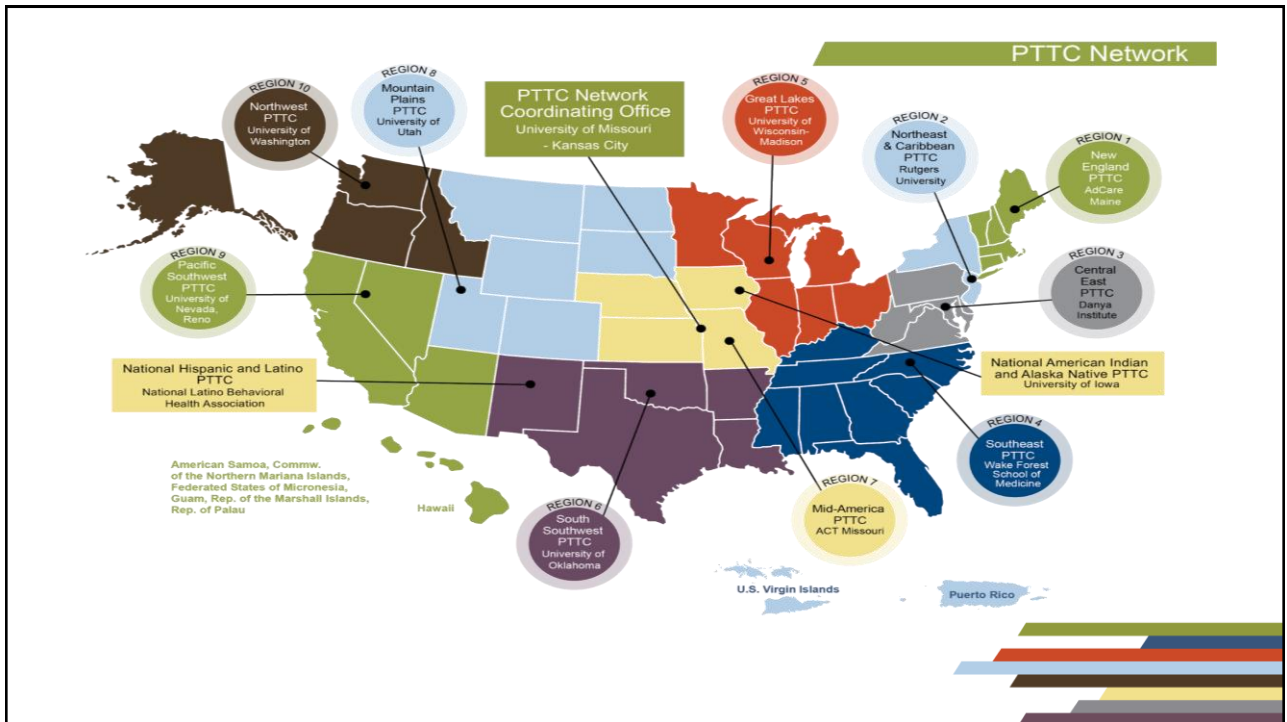 PTTC Network
REGION 10
Northwest
PTTC
University of
Washington
REGION 8
Mountain
Plains
PTTC
University of
Utah
PTTC Network
Coordinating Office
University of Missouri
- Kansas City
REGION 5
Great Lakes
PTTC
University of
Wisconsin-
Madison
REGION 2
Northeast
& Caribbean
PTTC
Rutgers
University
REGION 1
New
England
PTTC
AdCare
Maine
REGION 9
Pacific
Southwest
PTTC
University of
Nevada,
Reno
REGION 3
Central
East
PTTC
Danya
Institute
National Hispanic and Latino
PTTC
National Latino Behavioral
Health Association
National American Indian
and Alaska Native PTTC
University of Iowa
American Samoa, Commw.
of the Northern Mariana Islands,
Federated States of Micronesia,
Guam, Rep. of the Marshall Islands,
Rep. of Palau
Hawaii
REGION 6
South
Southwest
PTTC
University of
Oklahoma
REGION 7
Mid-America
PTTC
ACT Missouri
REGION 4
Southeast
PTTC
Wake Forest
School of
Medicine
U.S. Virgin Islands
Puerto Rico